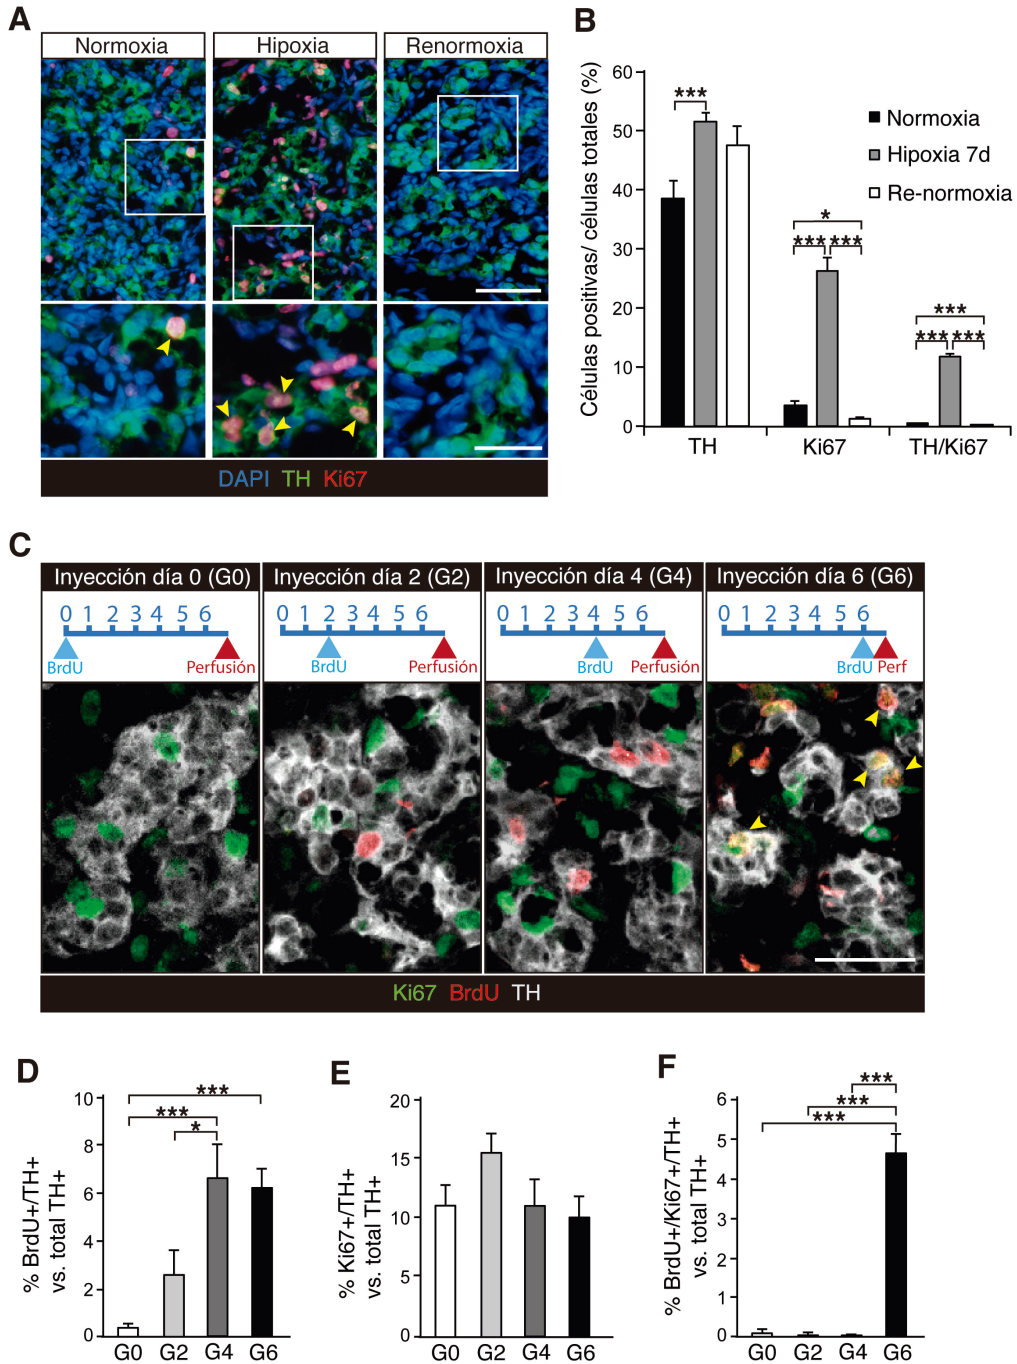 A
Normoxia
Hipoxia
Renormoxia
DAPI TH Ki67
B
Células positivas/ células totales (%)
60
50
40
30
20
10
0
***
*
*** ***
***
*** ***
Normoxia
Hipoxia 7d
Re-normoxia
TH
Ki67
TH/Ki67
C
Inyección día 0 (G0)
Inyección día 2 (G2)
Inyección día 4 (G4)
Inyección día 6 (G6)
0 1 2 3 4 5 6
BrdU
Perfusión
0 1 2 3 4 5 6
BrdU
Perfusión
0 1 2 3 4 5 6
BrdU
Perfusión
0 1 2 3 4 5 6
BrdU
Perf
Ki67 BrdU TH
D
% BrdU+/TH+
vs. total TH+
10
8
6
4
2
0
***
***
*
G0 G2 G4 G6
E
% Ki67+/TH+
vs. total TH+
20
15
10
5
0
G0 G2 G4 G6
F
% BrdU+/Ki67+/TH+
vs. total TH+
6
5
4
3
2
1
0
***
***
***
G0 G2 G4 G6